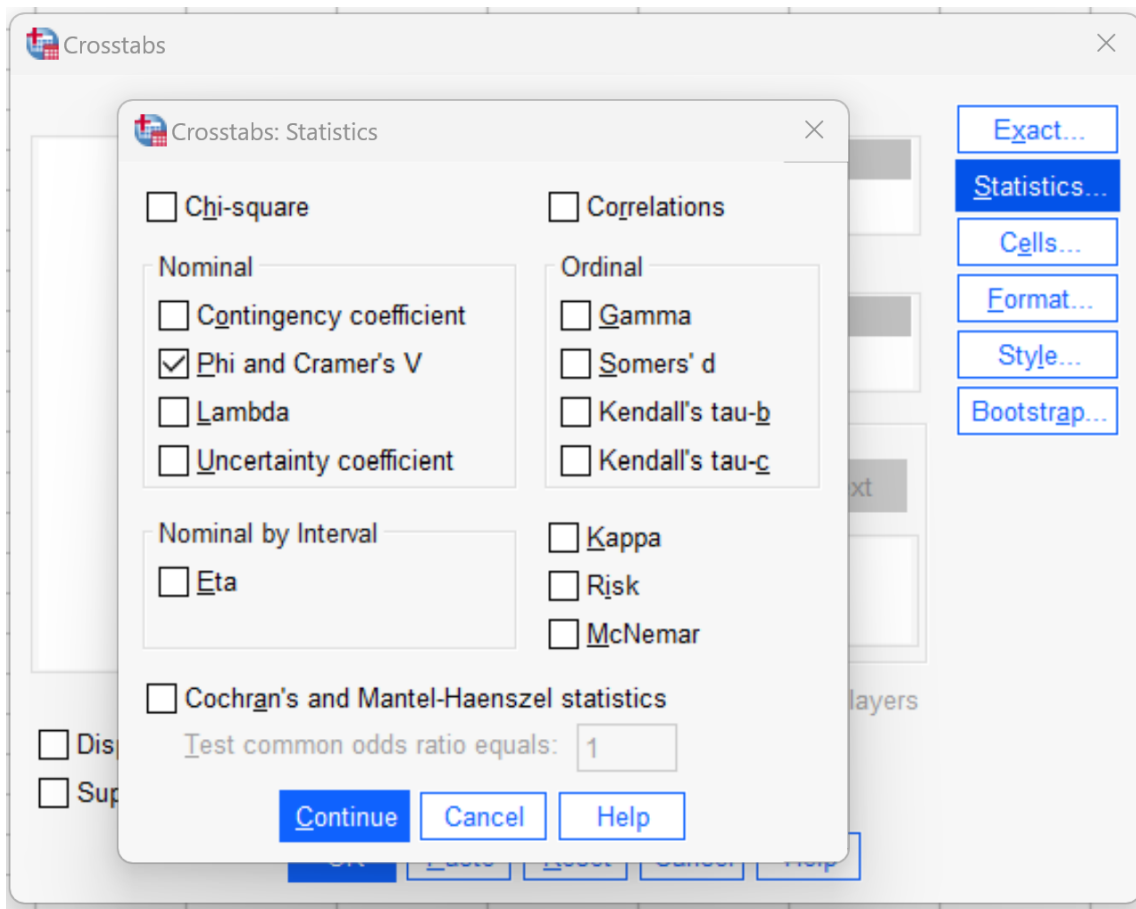 Crosstabs
Crosstabs: Statistics
Chi-square
Correlations
Nominal
Contingency coefficient
Phi and Cramer's V
Lambda
Uncertainty coefficient
Ordinal
Gamma
Somers' d
Kendall's tau-b
Kendall's tau-c
Nominal by Interval
Eta
Kappa
Risk
McNemar
Cochran's and Mantel-Haenszel statistics
Test common odds ratio equals: 1
Continue Cancel Help
Exact...
Statistics...
Cells...
Format...
Style...
Bootstrap...
xt
layers
Disp
Sup